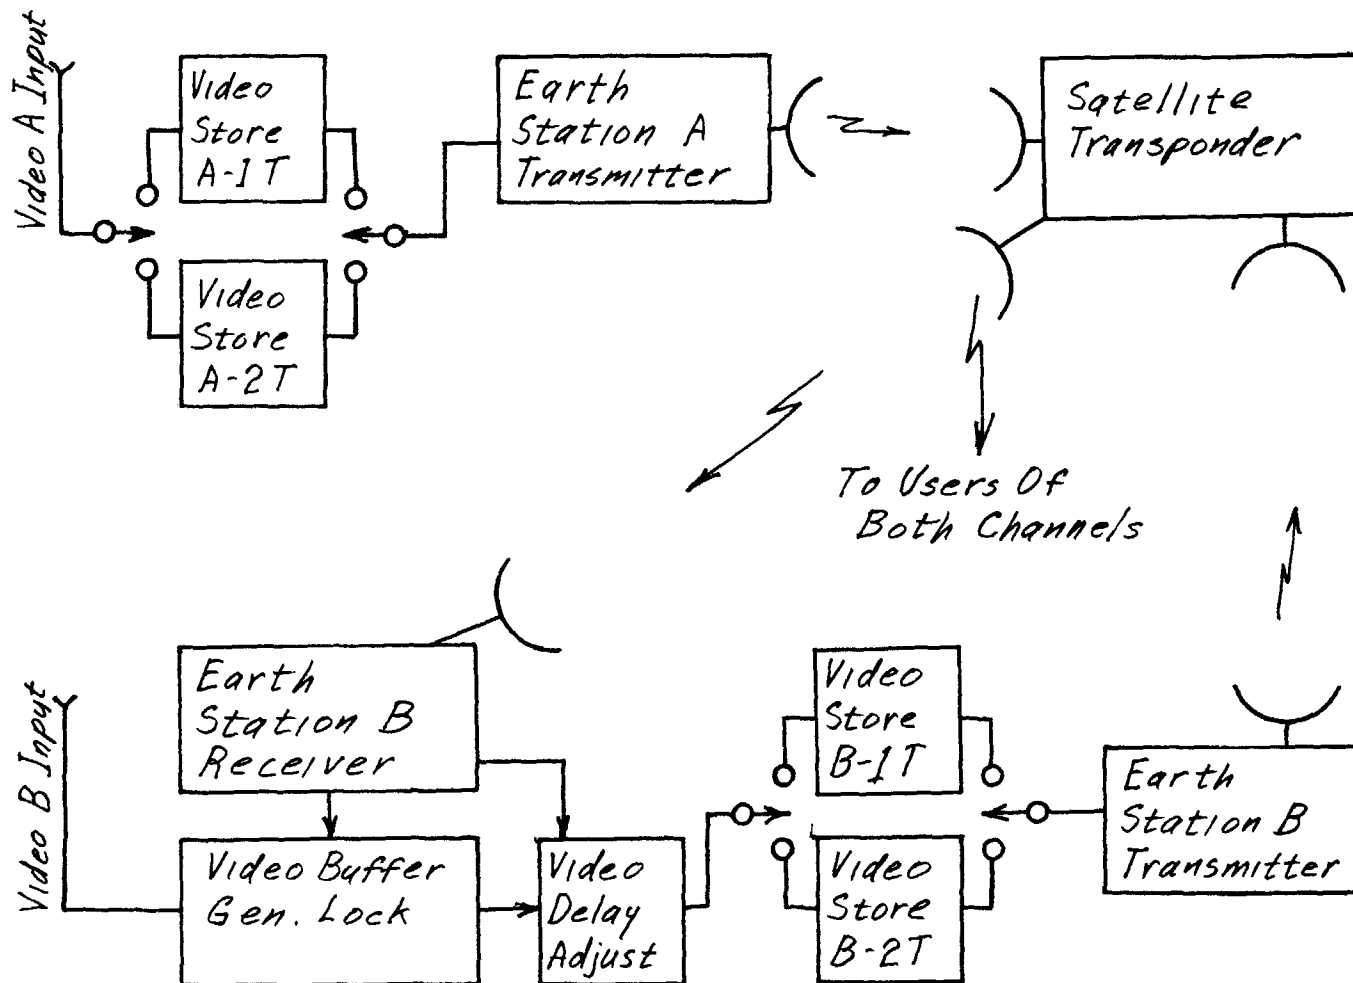 Video A Input
Video
Store
A-1T
Earth
Station A
Transmitter
Satellite
Transponder
Video
Store
A-2T
To Users Of
Both Channels
Video B Input
Earth
Station B
Receiver
Video Buffer
Gen. Lock
Video
Delay
Adjust
Video
Store
B-1T
Video
Store
B-2T
Earth
Station B
Transmitter